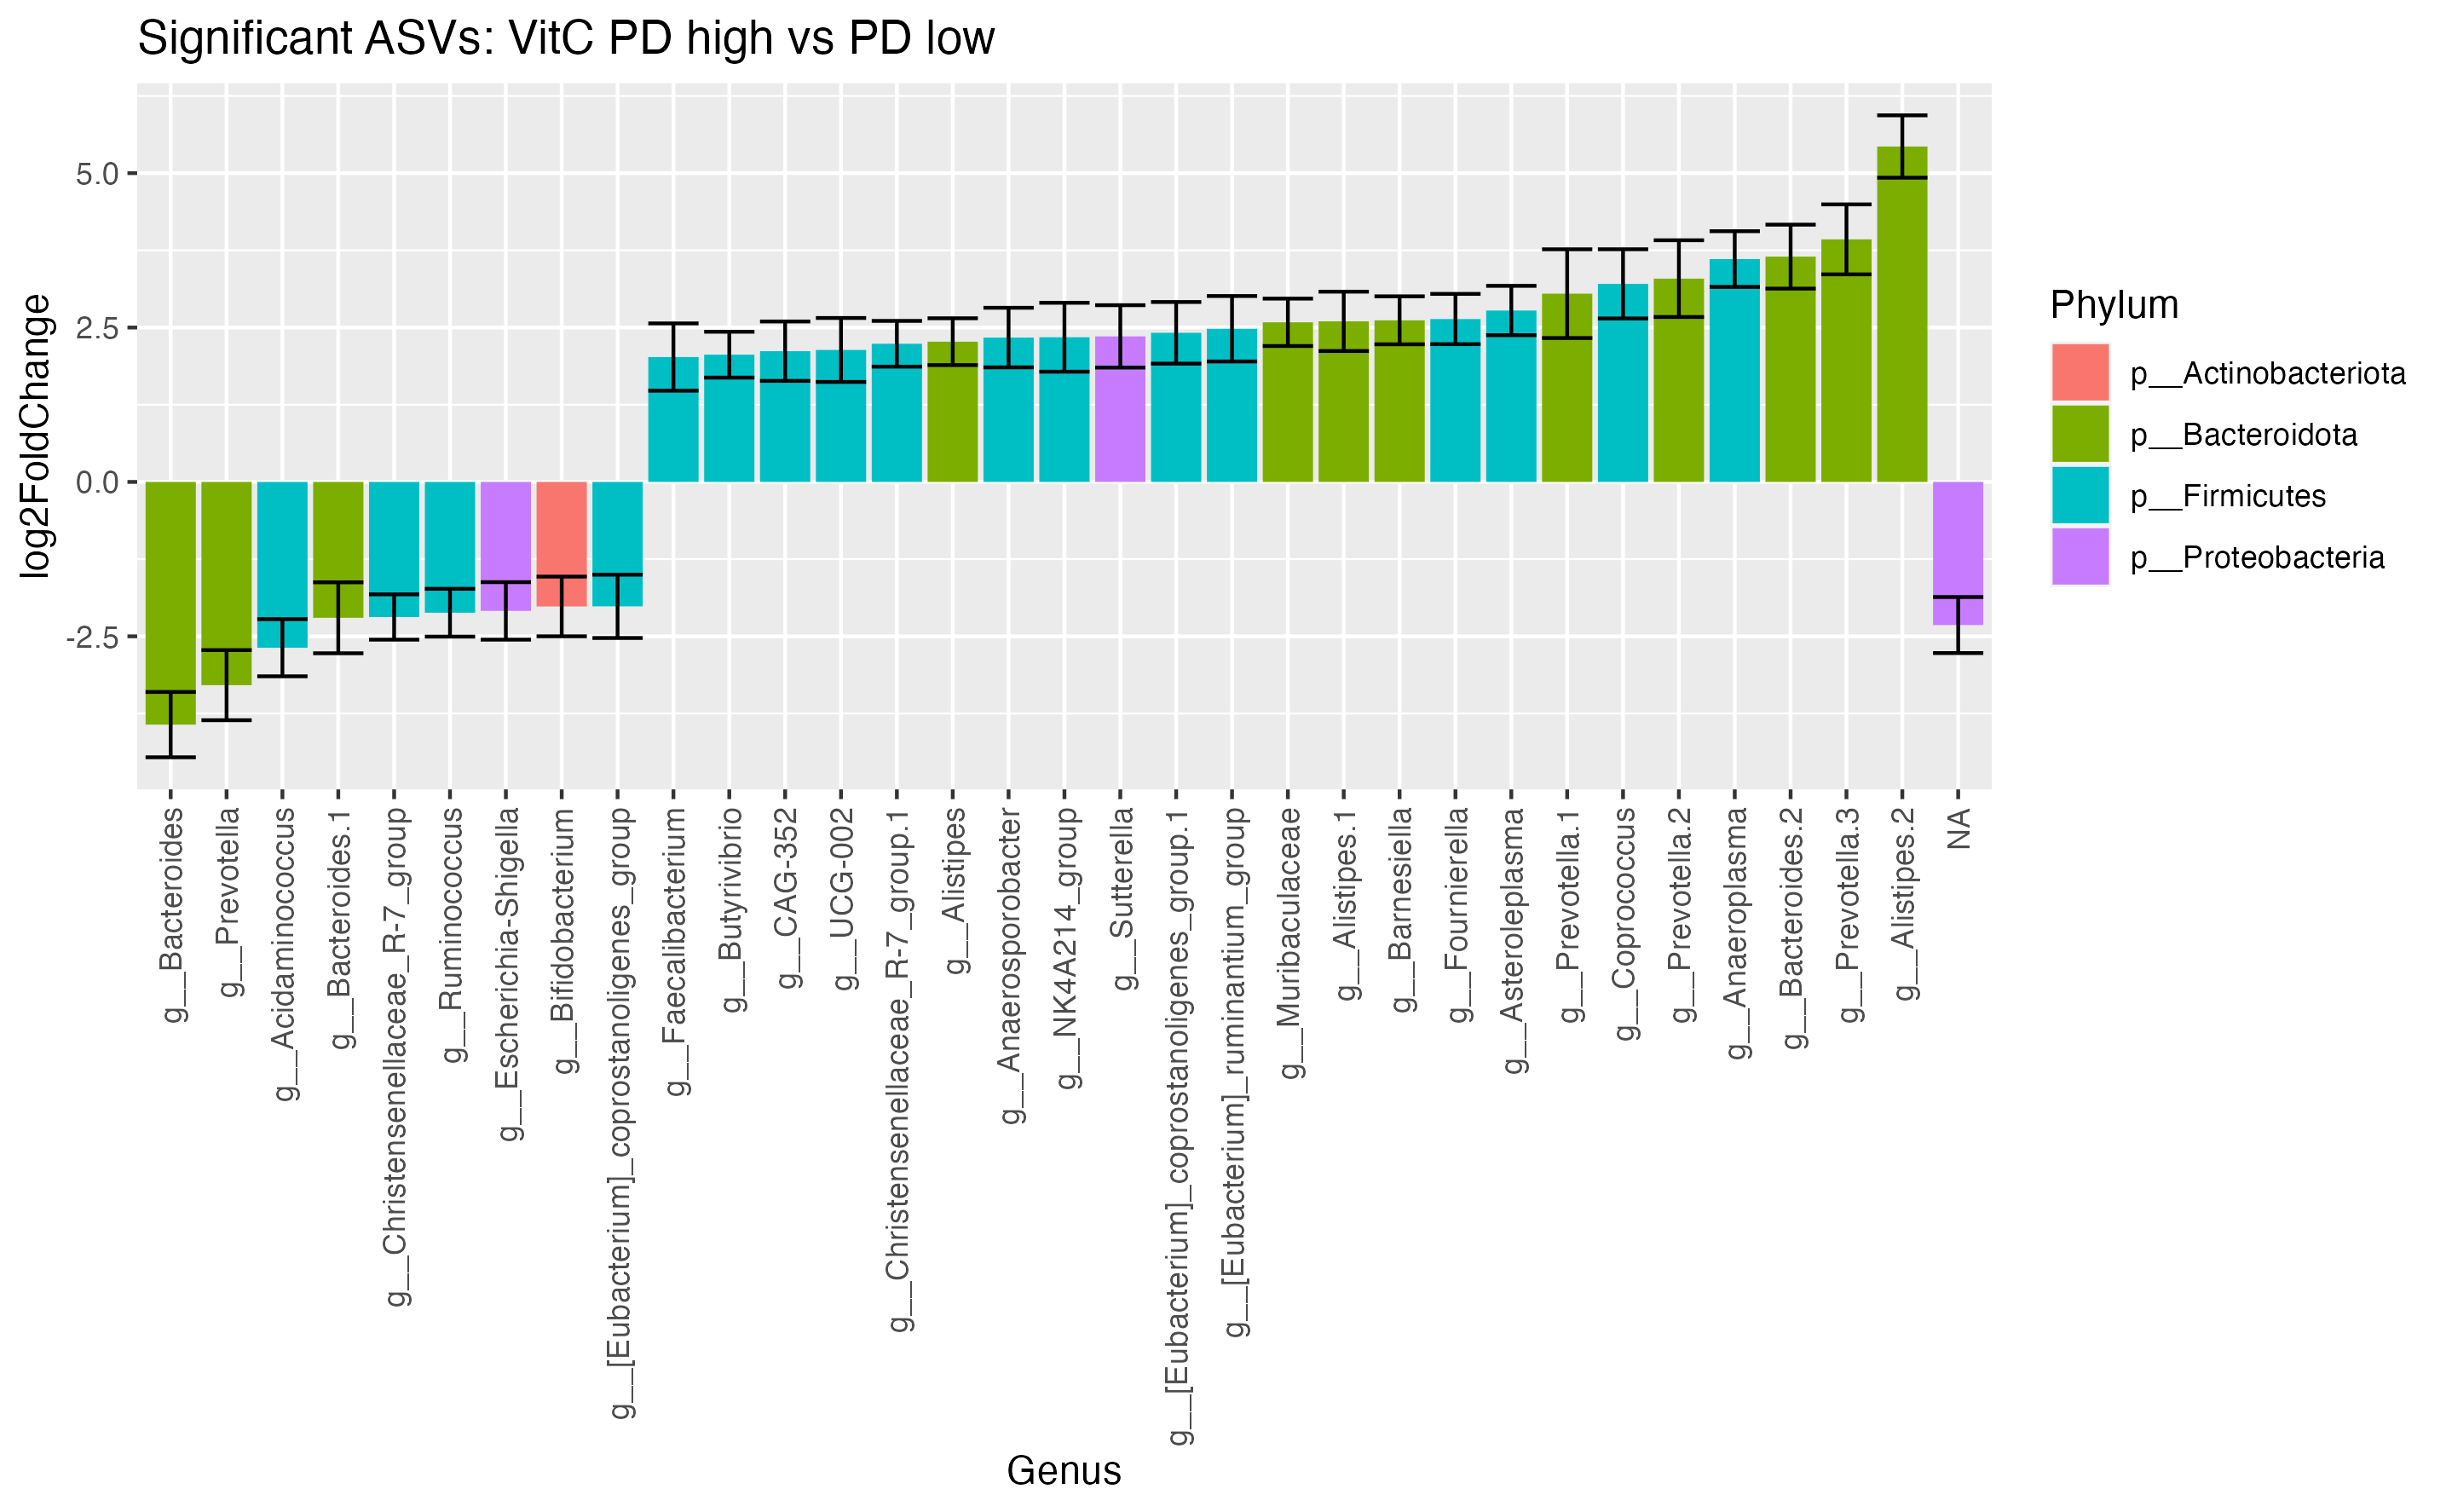 Significant ASVs: VitC PD high vs PD low
log2FoldChange
5.0
2.5
0.0
-2.5
g__Bacteroides
g__Prevotella
g__Acidaminococcus
g__Bacteroides.1
g__Christensenellaceae_R-7_group
g__Ruminococcus
g__Escherichia-Shigella
g__Bifidobacterium
g__[Eubacterium]_coprostanoligenes_group
g__Faecalibacterium
g__Butyrivibrio
g__CAG-352
g__UCG-002
g__Christensenellaceae_R-7_group.1
g__Alistipes
g__Anaerosporobacter
g__NK4A214_group
g__Sutterella
g__[Eubacterium]_coprostanoligenes_group.1
g__[Eubacterium]_ruminantium_group
g__Muribaculaceae
g__Alistipes.1
g__Barnesiella
g__Fournierella
g__Asteroleplasma
g__Prevotella.1
g__Coprococcus
g__Prevotella.2
g__Anaeroplasma
g__Bacteroides.2
g__Prevotella.3
g__Alistipes.2
NA
Genus
Phylum
p__Actinobacteriota
p__Bacteroidota
p__Firmicutes
p__Proteobacteria